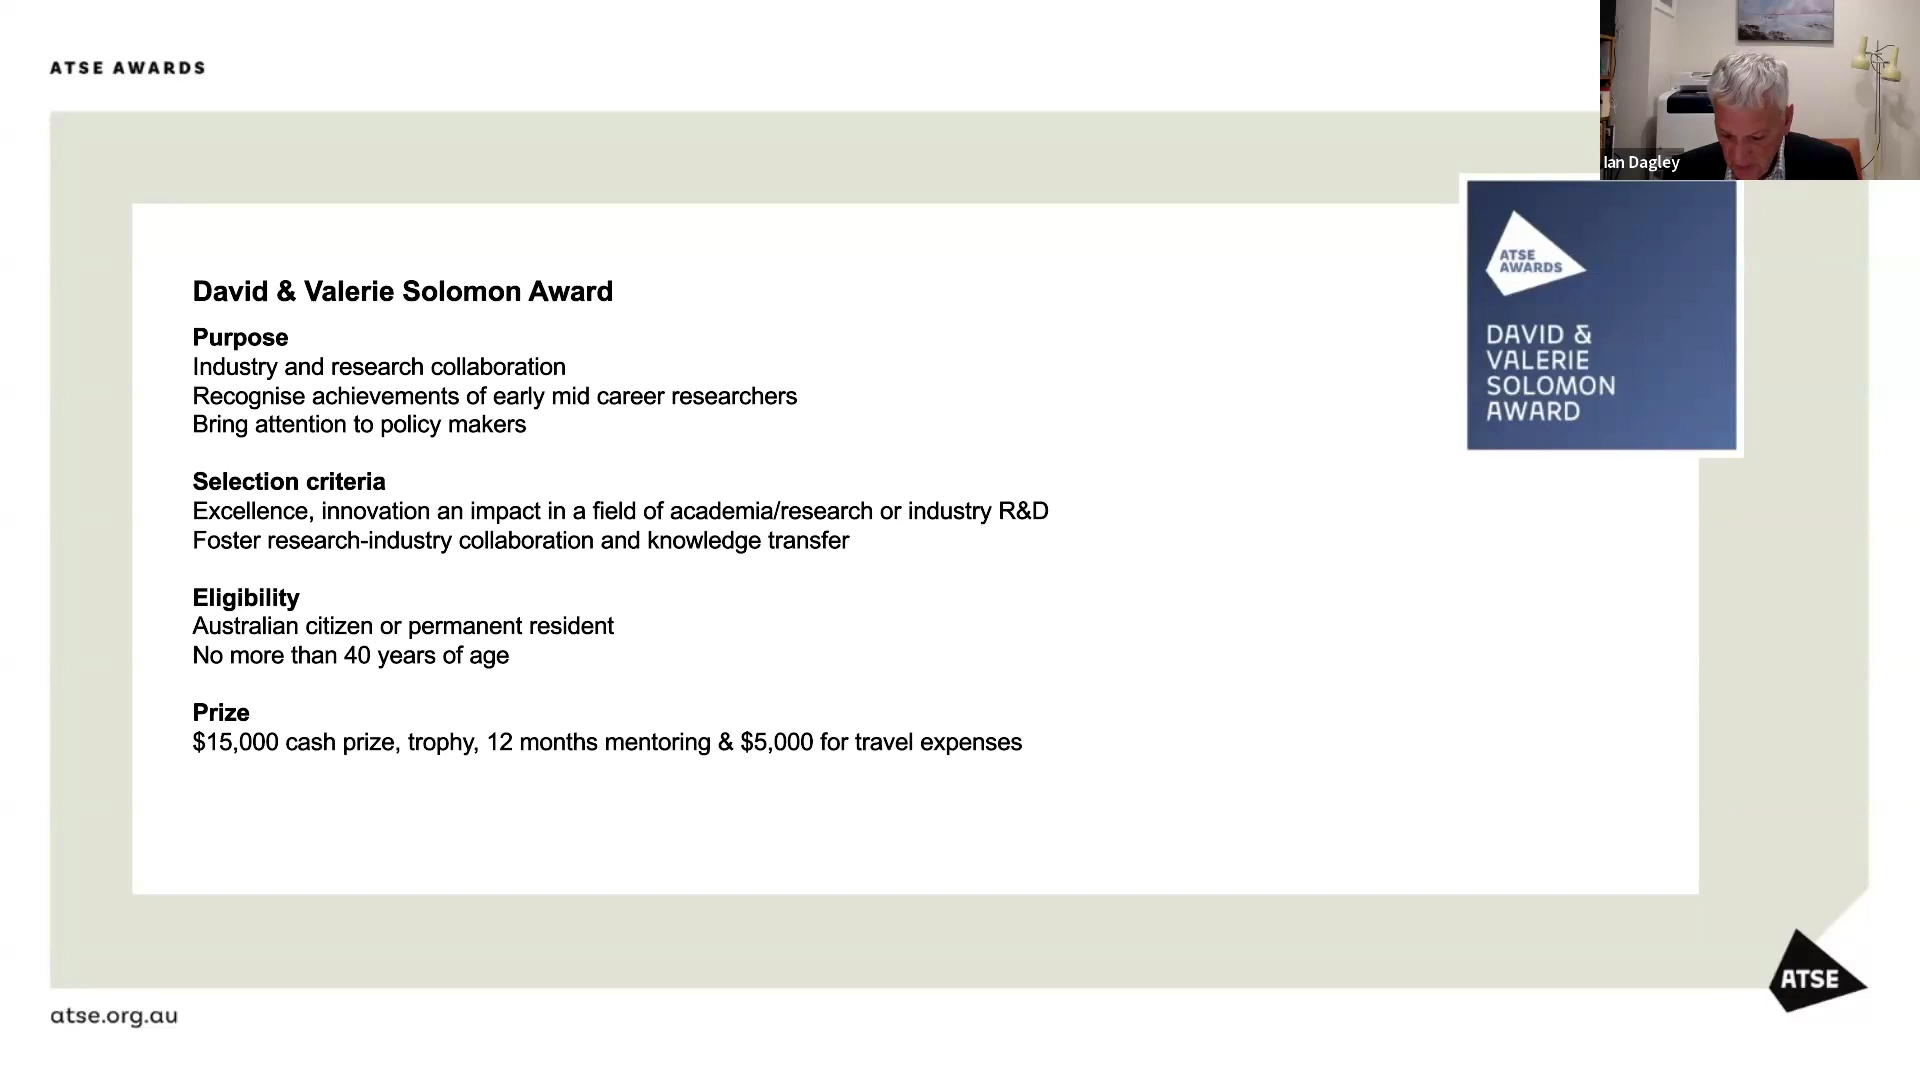 ATSE AWARDS
Ian Dagley
ATSE
AWARDS
DAVID &
VALERIE
SOLOMON
AWARD
David & Valerie Solomon Award
Purpose
Industry and research collaboration
Recognise achievements of early mid career researchers
Bring attention to policy makers
Selection criteria
Excellence, innovation an impact in a field of academia/research or industry R&D
Foster research-industry collaboration and knowledge transfer
Eligibility
Australian citizen or permanent resident
No more than 40 years of age
Prize
$15,000 cash prize, trophy, 12 months mentoring & $5,000 for travel expenses
ATSE
atse.org.au